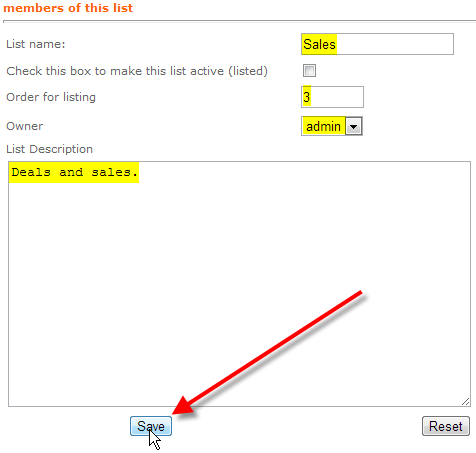 members of this list
List name: Sales
Check this box to make this list active (listed)
Order for listing 3
Owner admin
List Description
Deals and sales.
Save Reset